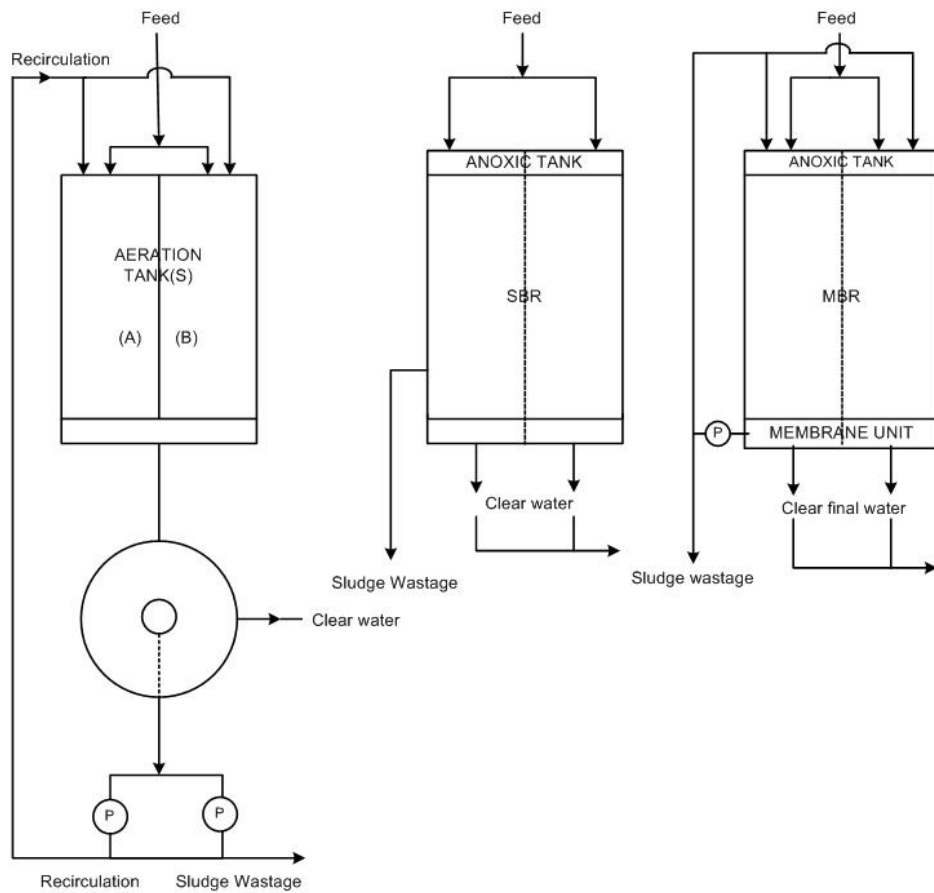 Feed
Recirculation
AERATION
TANK(S)
(A)
(B)
Clear water
P
P
Recirculation
Sludge Wastage
Feed
ANOXIC TANK
SBR
Clear water
Sludge Wastage
Feed
ANOXIC TANK
MBR
P
MEMBRANE UNIT
Clear final water
Sludge wastage